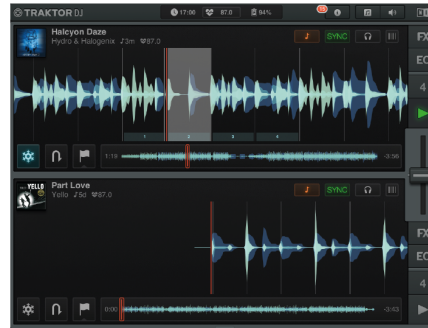 TRAKTOR DJ
17:06 87.0 94%
Halcyon Daze
Hydro & Halogenix ♪3m 87.0
SYNC
FX
EQ
4
1 2 3 4
1:13 -3:56
YELLO
Part Love
Yello ♪5d 87.0
SYNC
FX
EQ
4
0:00 -3:43